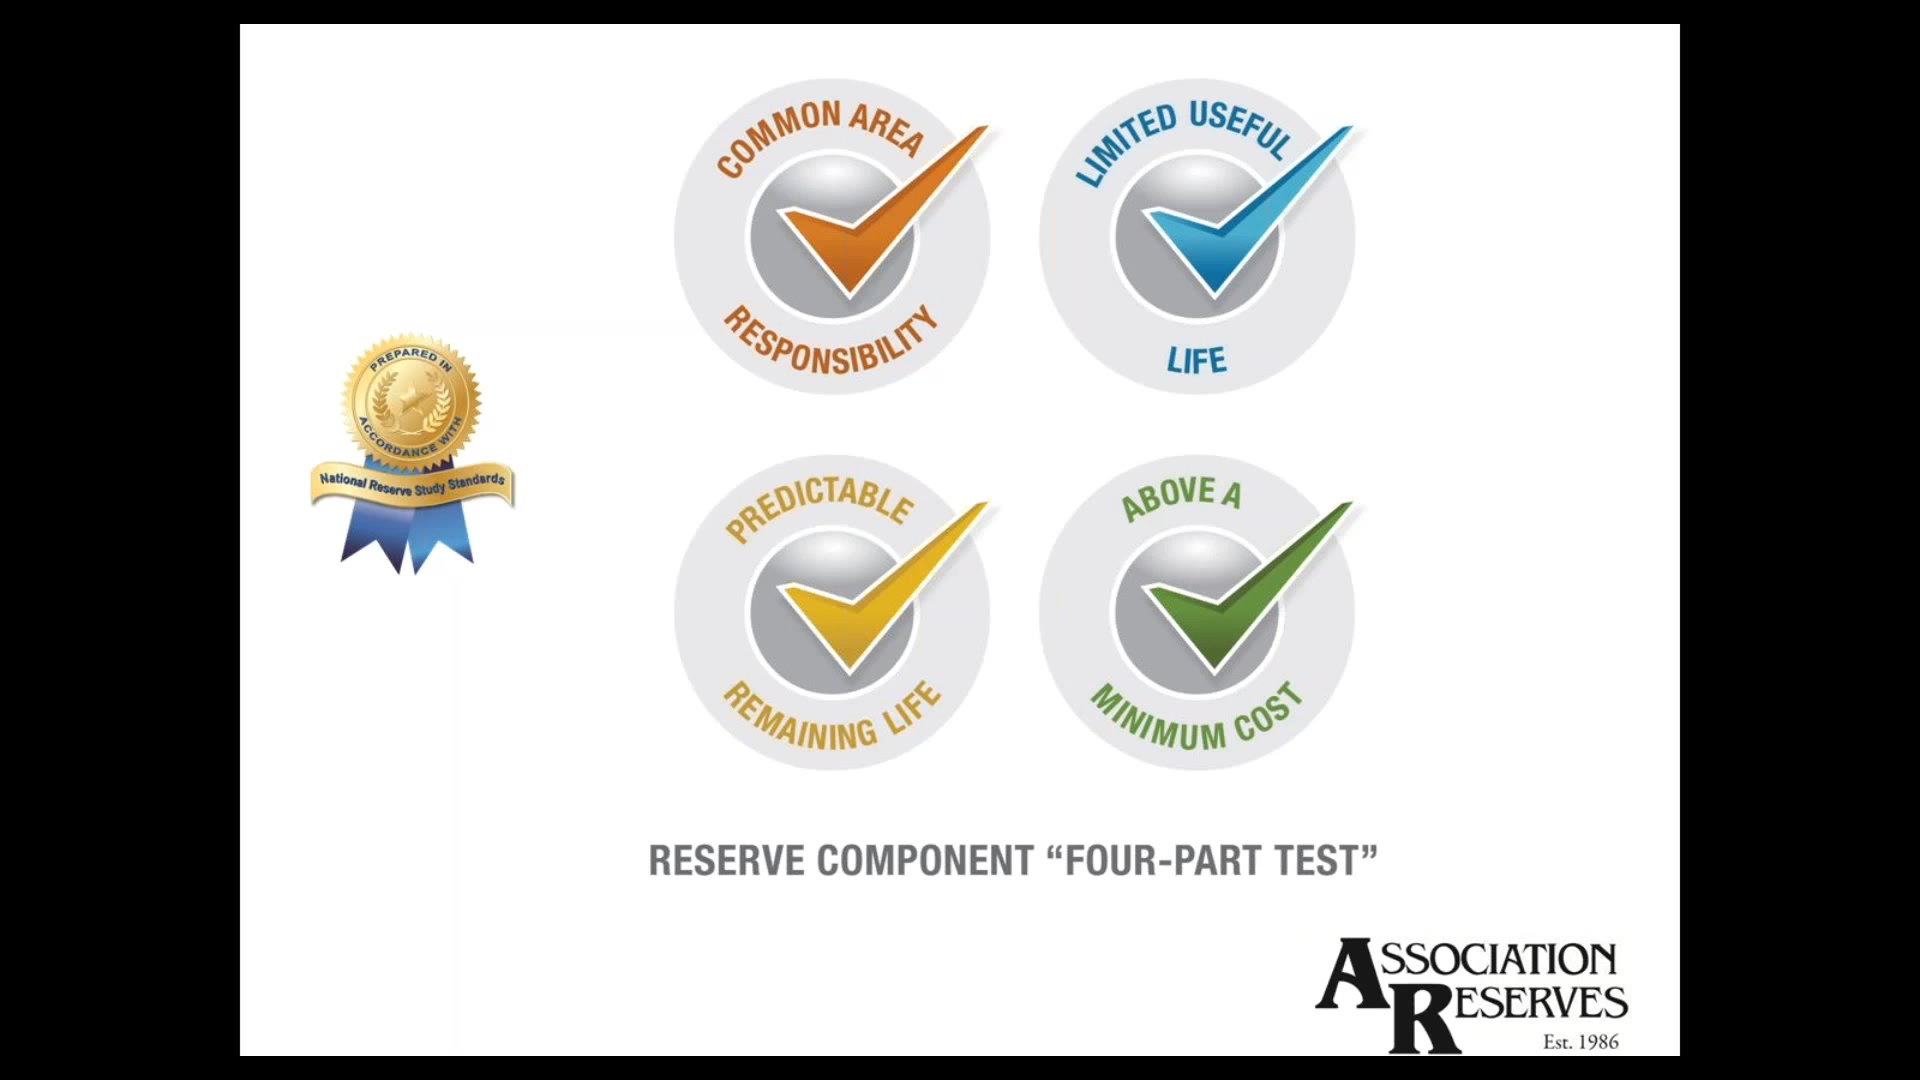 COMMON AREA
RESPONSIBILITY
LIMITED USEFUL
LIFE
PREPARED IN
ACCORDANCE WITH
National Reserve Study Standards
PREDICTABLE
REMAINING LIFE
ABOVE A
MINIMUM COST
RESERVE COMPONENT “FOUR-PART TEST”
ASSOCIATION
RESERVES
Est. 1986